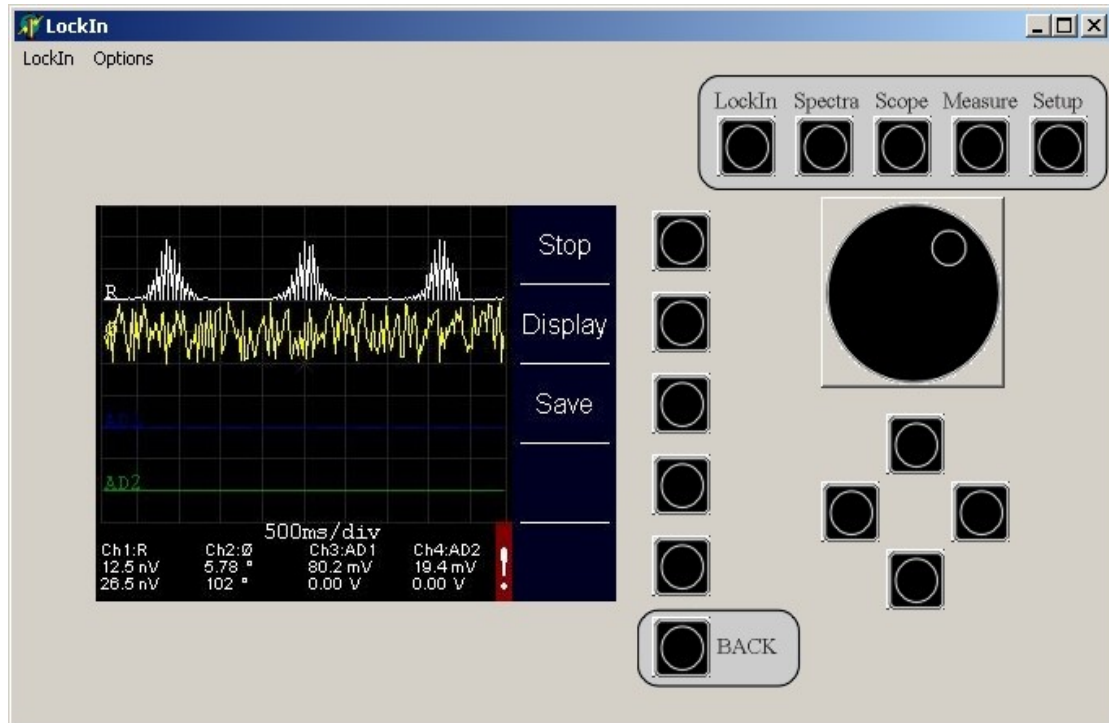 LockIn
LockIn Options
LockIn Spectra Scope Measure Setup
Stop
R
Display
Save
AD1
AD2
500ms/div
Ch1:R Ch2:Ø Ch3:AD1 Ch4:AD2
12.5 nV 5.78 ° 80.2 mV 19.4 mV
26.5 nV 102 ° 0.00 V 0.00 V
BACK